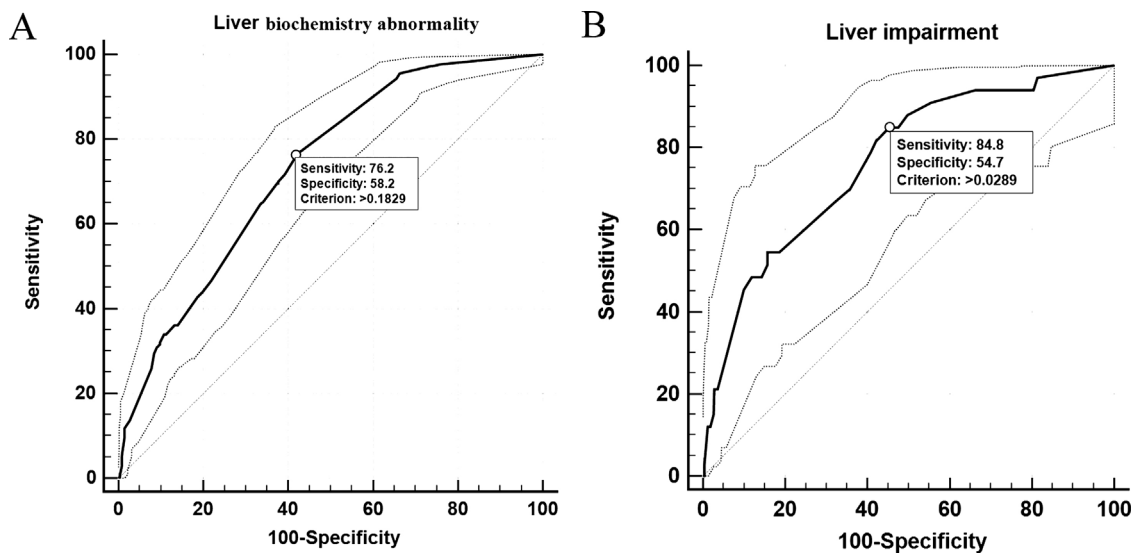 A
Liver biochemistry abnormality
100
80
60
40
20
0
Sensitivity
Sensitivity: 76.2
Specificity: 58.2
Criterion: >0.1829
0 20 40 60 80 100
100-Specificity
B
Liver impairment
100
80
60
40
20
0
Sensitivity
Sensitivity: 84.8
Specificity: 54.7
Criterion: >0.0289
0 20 40 60 80 100
100-Specificity